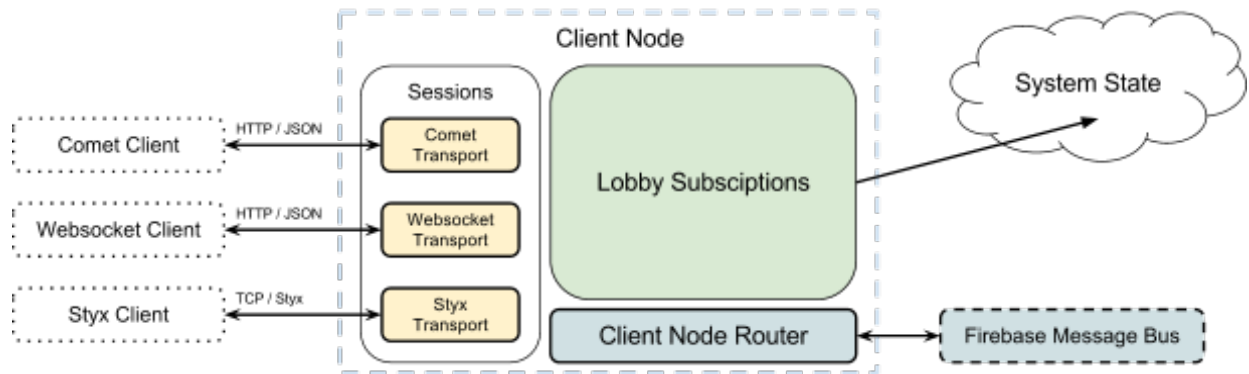 Client Node
Sessions
System State
Comet Client
HTTP / JSON
Comet
Transport
Lobby Subsciptions
Websocket Client
HTTP / JSON
Websocket
Transport
Styx Client
TCP / Styx
Styx
Transport
Client Node Router
Firebase Message Bus